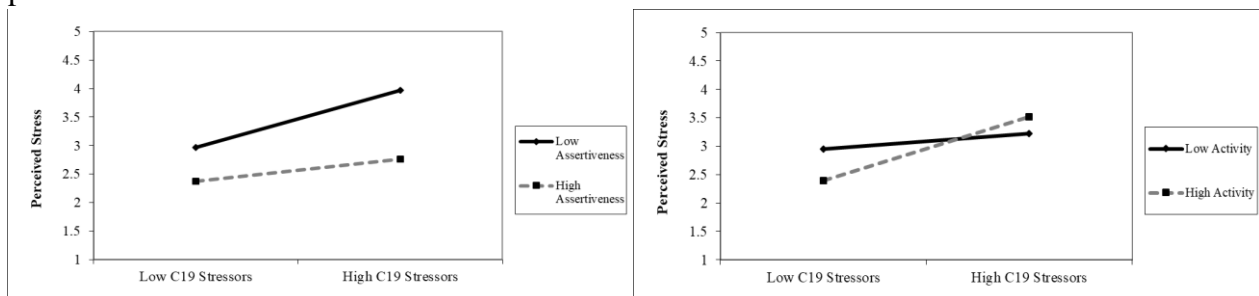 5
4.5
4
3.5
3
2.5
2
1.5
1
Perceived Stress
Low C19 Stressors
High C19 Stressors
Low
Assertiveness
High
Assertiveness
5
4.5
4
3.5
3
2.5
2
1.5
1
Perceived Stress
Low C19 Stressors
High C19 Stressors
Low Activity
High Activity